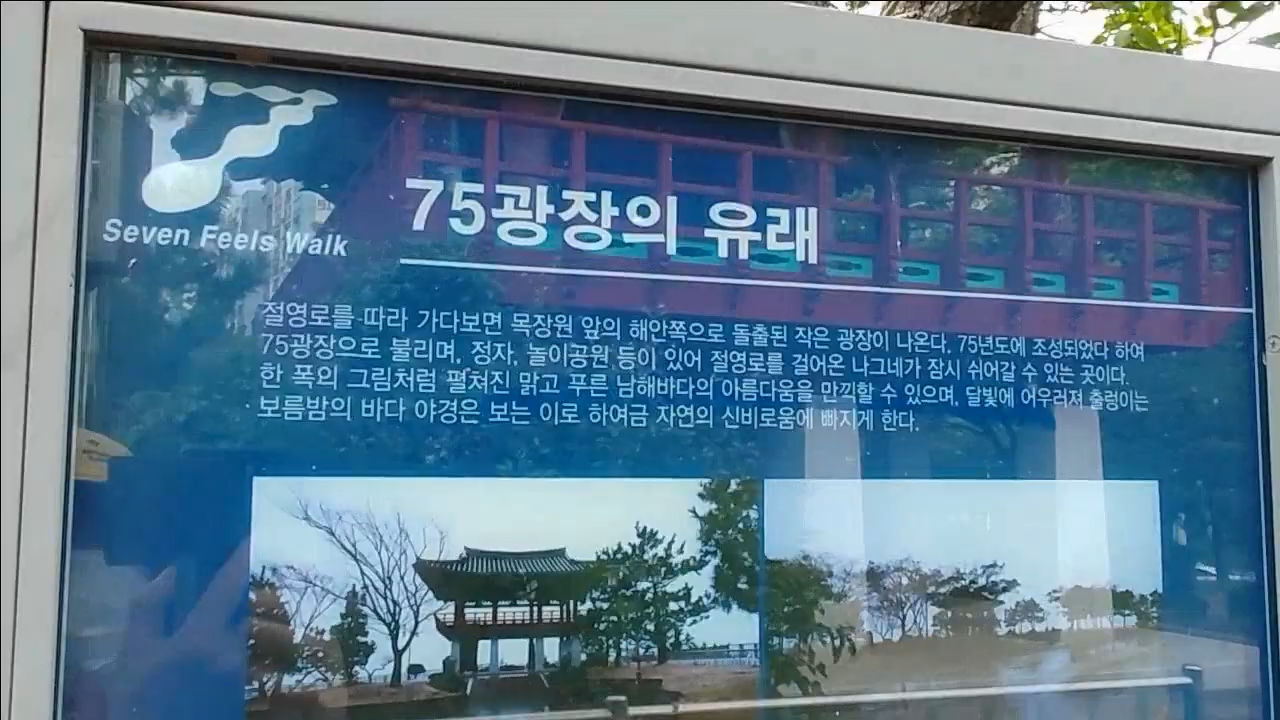 Seven Feels Walk
75광장의 유래
절영로를 따라 가다보면 목장원 앞의 해안쪽으로 돌출된 작은 광장이 나온다. 75년도에 조성되었다 하여
75광장으로 불리며, 정자, 놀이공원 등이 있어 절영로를 걸어온 나그네가 잠시 쉬어갈 수 있는 곳이다.
한 폭의 그림처럼 펼쳐진 맑고 푸른 남해바다의 아름다움을 만끽할 수 있으며, 달빛에 어우러져 출렁이는
보름밤의 바다 야경은 보는 이로 하여금 자연의 신비로움에 빠지게 한다.